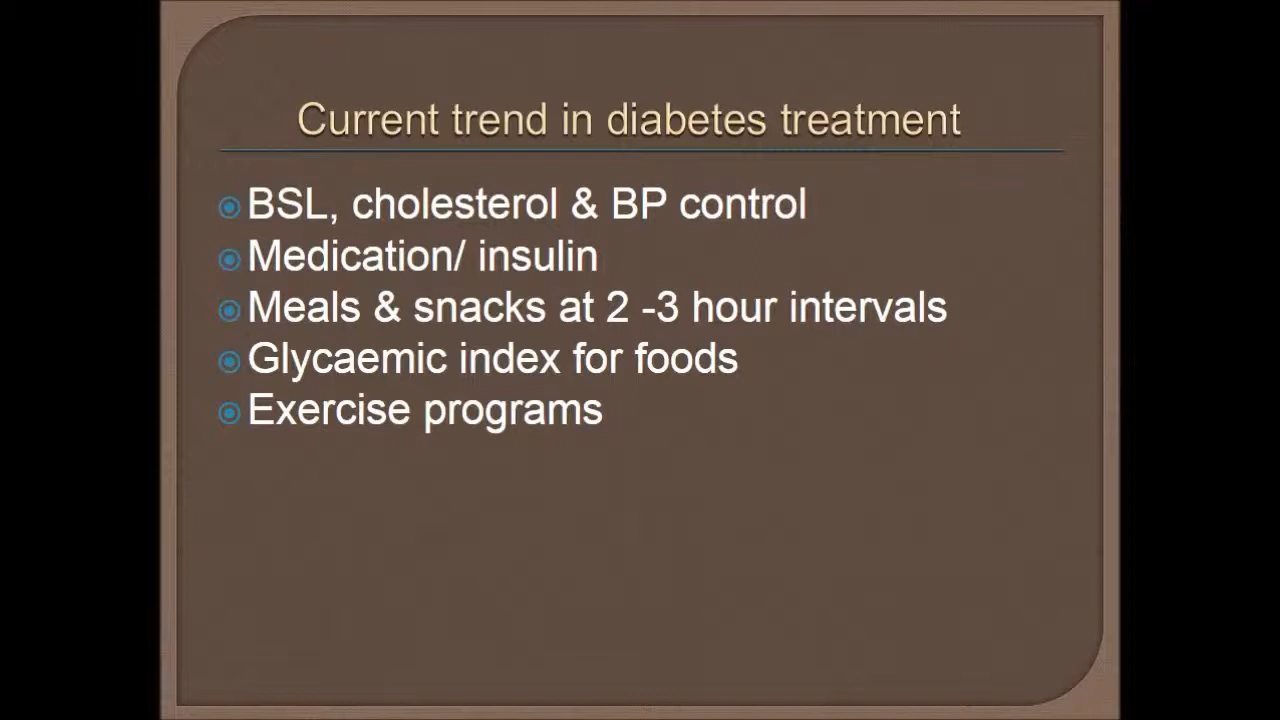 Current trend in diabetes treatment
BSL, cholesterol & BP control
Medication/ insulin
Meals & snacks at 2 -3 hour intervals
Glycaemic index for foods
Exercise programs